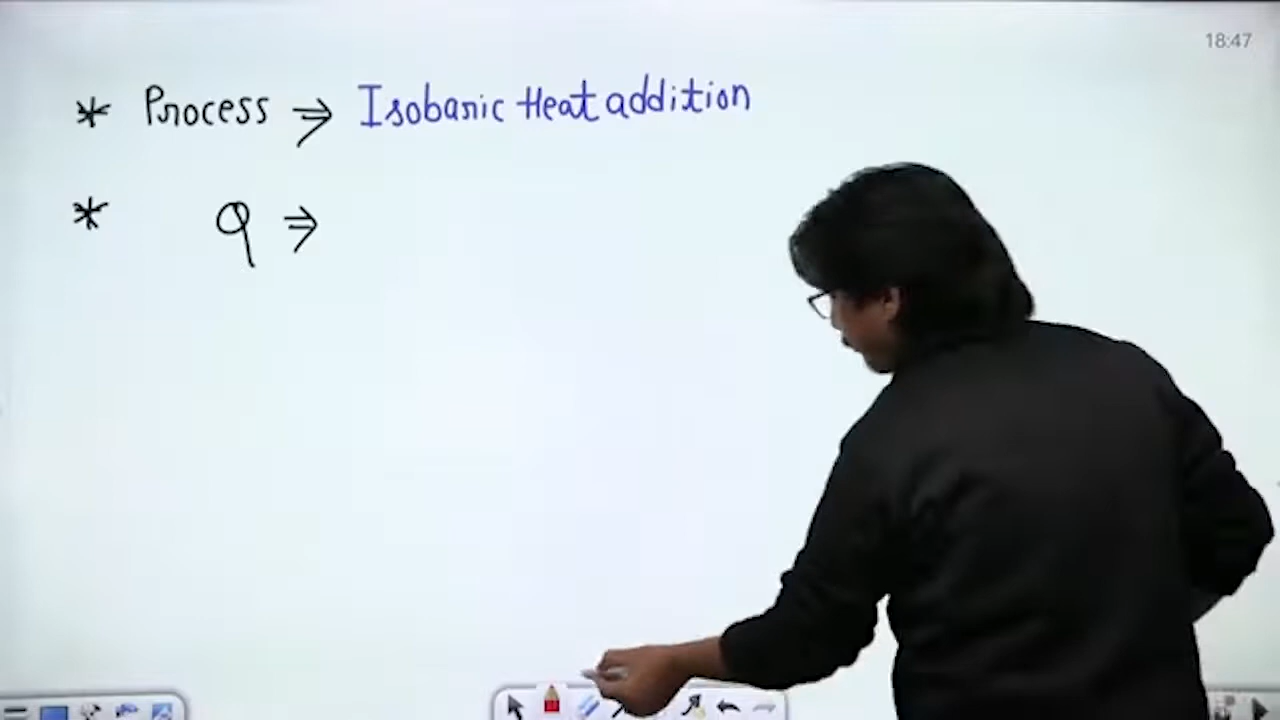 18:47
* Process ⇒ Isobaric Heat addition
* Q ⇒